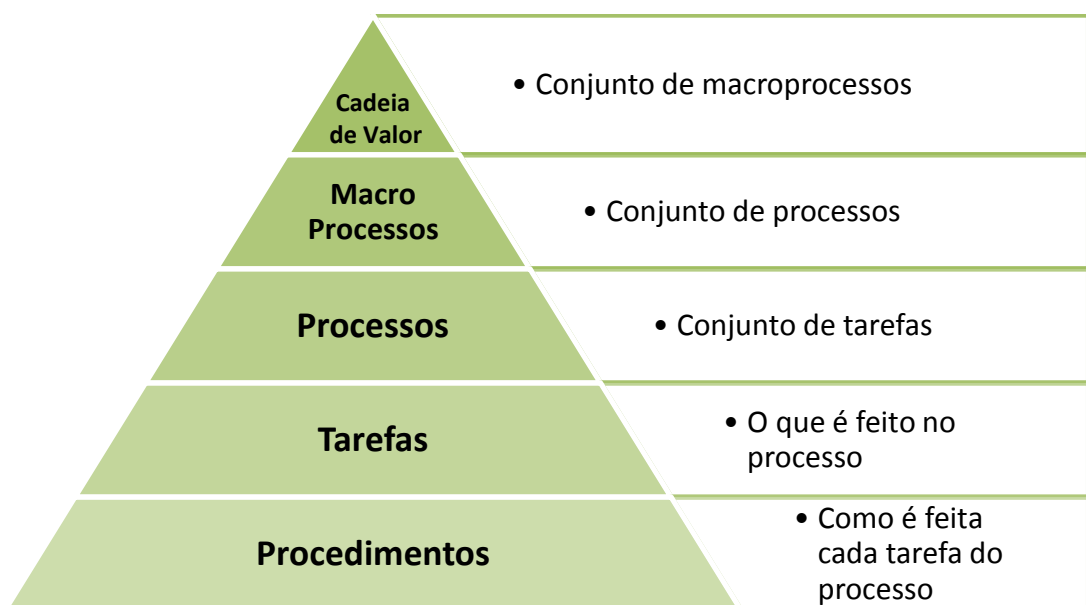 Cadeia
de Valor
• Conjunto de macroprocessos
Macro
Processos
• Conjunto de processos
Processos
• Conjunto de tarefas
Tarefas
• O que é feito no
processo
Procedimentos
• Como é feita
cada tarefa do
processo